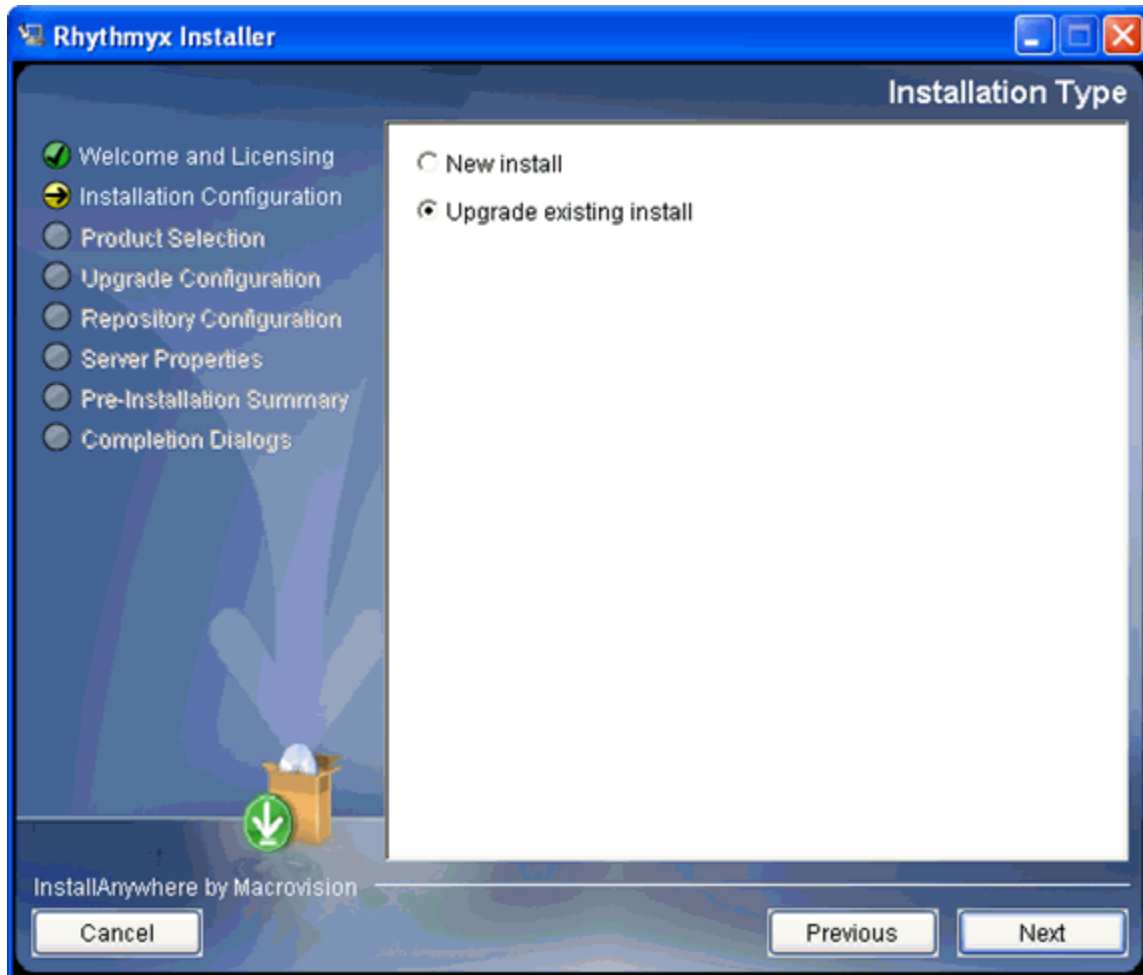 Rhythmyx Installer
Installation Type
Welcome and Licensing
Installation Configuration
Product Selection
Upgrade Configuration
Repository Configuration
Server Properties
Pre-Installation Summary
Completion Dialogs
New install
Upgrade existing install
InstallAnywhere by Macrovision
Cancel
Previous
Next